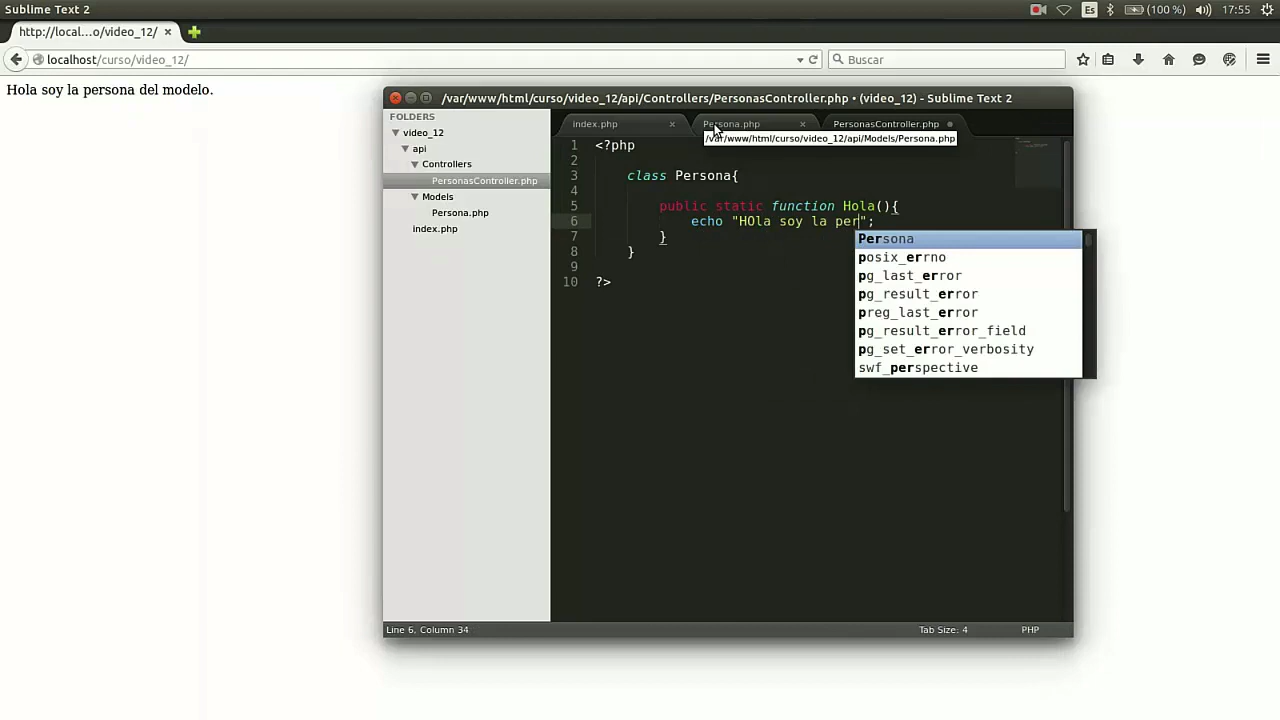 Sublime Text 2
Es
(100 %)
17:55
http://local...o/video_12/ ×
localhost/curso/video_12/
Buscar
Hola soy la persona del modelo.
/var/www/html/curso/video_12/api/Controllers/PersonasController.php • (video_12) - Sublime Text 2
FOLDERS
video_12
api
Controllers
PersonasController.php
Models
Persona.php
index.php
index.php ×
Persona.php ×
PersonasController.php
/var/www/html/curso/video_12/api/Models/Persona.php
1 <?php
2
3 class Persona{
4
5 public static function Hola(){
6 echo "HOla soy la per";
7 }
8 }
9
10 ?>
Persona
posix_errno
pg_last_error
pg_result_error
preg_last_error
pg_result_error_field
pg_set_error_verbosity
swf_perspective
Line 6, Column 34
Tab Size: 4
PHP